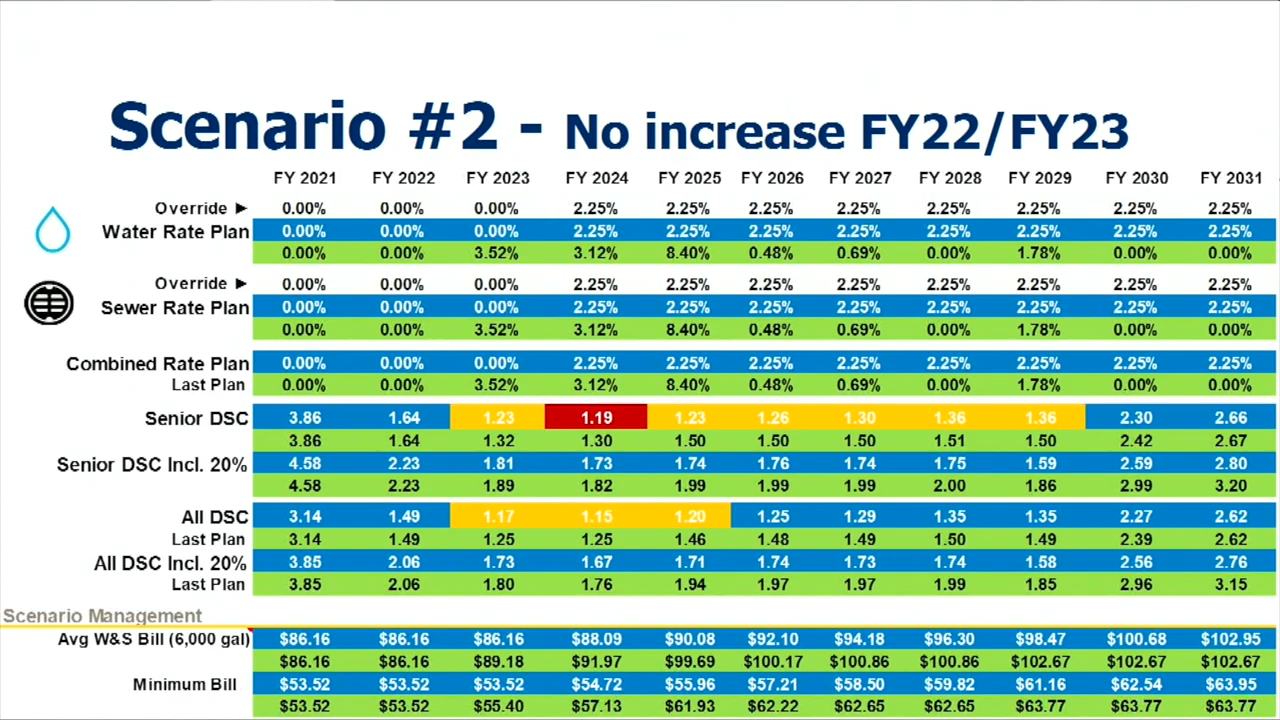 Scenario #2 - No increase FY22/FY23
FY 2021 FY 2022 FY 2023 FY 2024 FY 2025 FY 2026 FY 2027 FY 2028 FY 2029 FY 2030 FY 2031
Override ► 0.00% 0.00% 0.00% 2.25% 2.25% 2.25% 2.25% 2.25% 2.25% 2.25% 2.25%
Water Rate Plan 0.00% 0.00% 0.00% 2.25% 2.25% 2.25% 2.25% 2.25% 2.25% 2.25% 2.25%
0.00% 0.00% 3.52% 3.12% 8.40% 0.48% 0.69% 0.00% 1.78% 0.00% 0.00%
Override ► 0.00% 0.00% 0.00% 2.25% 2.25% 2.25% 2.25% 2.25% 2.25% 2.25% 2.25%
Sewer Rate Plan 0.00% 0.00% 0.00% 2.25% 2.25% 2.25% 2.25% 2.25% 2.25% 2.25% 2.25%
0.00% 0.00% 3.52% 3.12% 8.40% 0.48% 0.69% 0.00% 1.78% 0.00% 0.00%
Combined Rate Plan 0.00% 0.00% 0.00% 2.25% 2.25% 2.25% 2.25% 2.25% 2.25% 2.25% 2.25%
Last Plan 0.00% 0.00% 3.52% 3.12% 8.40% 0.48% 0.69% 0.00% 1.78% 0.00% 0.00%
Senior DSC 3.86 1.64 1.23 1.19 1.23 1.26 1.30 1.36 1.36 2.30 2.66
3.86 1.64 1.32 1.30 1.50 1.50 1.50 1.51 1.50 2.42 2.67
Senior DSC Incl. 20% 4.58 2.23 1.81 1.73 1.74 1.76 1.74 1.75 1.59 2.59 2.80
4.58 2.23 1.89 1.82 1.99 1.99 1.99 2.00 1.86 2.99 3.20
All DSC 3.14 1.49 1.17 1.15 1.20 1.25 1.29 1.35 1.35 2.27 2.62
Last Plan 3.14 1.49 1.25 1.25 1.46 1.48 1.49 1.50 1.49 2.39 2.62
All DSC Incl. 20% 3.85 2.06 1.73 1.67 1.71 1.74 1.73 1.74 1.58 2.56 2.76
Last Plan 3.85 2.06 1.80 1.76 1.94 1.97 1.97 1.99 1.85 2.96 3.15
Scenario Management
Avg W&S Bill (6,000 gal) $86.16 $86.16 $86.16 $88.09 $90.08 $92.10 $94.18 $96.30 $98.47 $100.68 $102.95
$86.16 $86.16 $89.18 $91.97 $99.69 $100.17 $100.86 $100.86 $102.67 $102.67 $102.67
Minimum Bill $53.52 $53.52 $53.52 $54.72 $55.96 $57.21 $58.50 $59.82 $61.16 $62.54 $63.95
$53.52 $53.52 $55.40 $57.13 $61.93 $62.22 $62.65 $62.65 $63.77 $63.77 $63.77